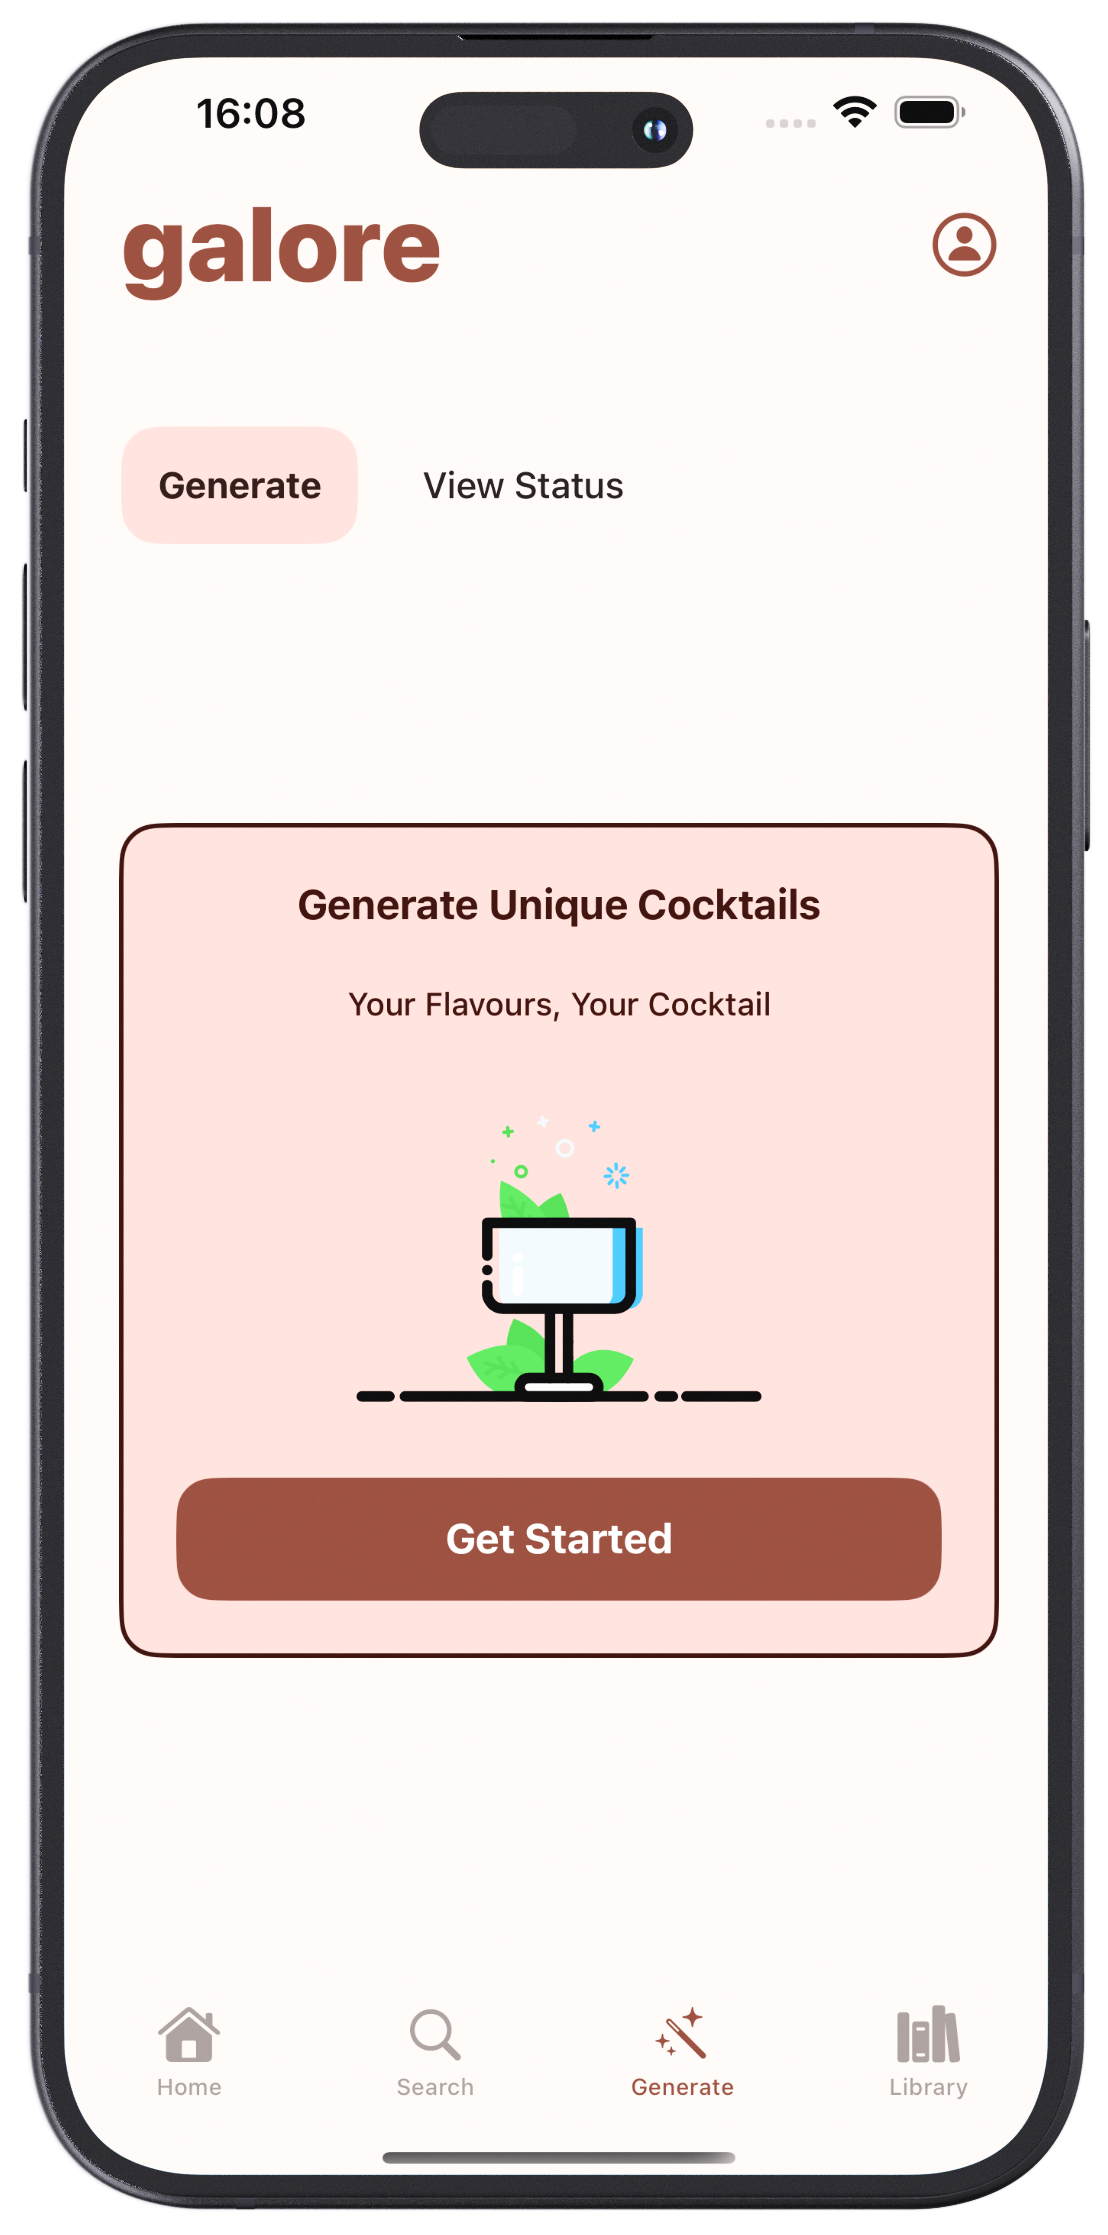 16:08
galore
Generate
View Status
Generate Unique Cocktails
Your Flavours, Your Cocktail
Get Started
Home
Search
Generate
Library